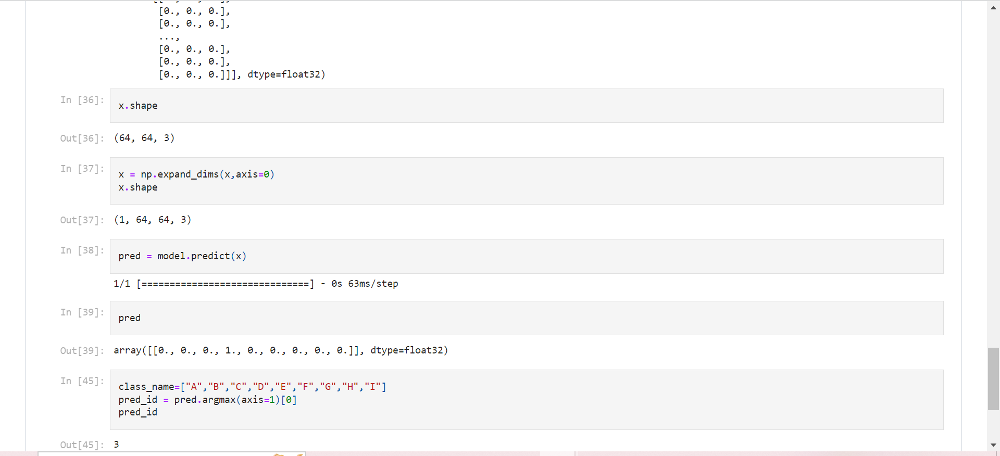 [0., 0., 0.],
[0., 0., 0.],
...,
[0., 0., 0.],
[0., 0., 0.],
[0., 0., 0.]]], dtype=float32)
In [36]:
x.shape
Out[36]: (64, 64, 3)
In [37]:
x = np.expand_dims(x,axis=0)
x.shape
Out[37]: (1, 64, 64, 3)
In [38]:
pred = model.predict(x)
1/1 [==============================] - 0s 63ms/step
In [39]:
pred
Out[39]: array([[0., 0., 0., 1., 0., 0., 0., 0., 0.]], dtype=float32)
In [45]:
class_name=["A","B","C","D","E","F","G","H","I"]
pred_id = pred.argmax(axis=1)[0]
pred_id
Out[45]: 3